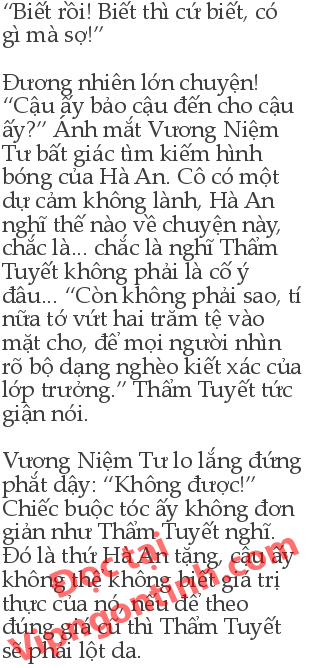 “Biết rồi! Biết thì cứ biết, có
gì mà sợ!”
Đương nhiên lớn chuyện!
“Cậu ấy bảo cậu đến cho cậu
ấy?” Ánh mắt Vương Niệm
Tư bất giác tìm kiếm hình
bóng của Hà An. Cô có một
dự cảm không lành, Hà An
nghĩ thế nào về chuyện này,
chắc là... chắc là nghĩ Thẩm
Tuyết không phải là cố ý
đâu... “Còn không phải sao, tí
nữa tớ vứt hai trăm tệ vào
mặt cho, để mọi người nhìn
rõ bộ dạng nghèo kiết xác của
lớp trưởng.” Thẩm Tuyết tức
giận nói.
Vương Niệm Tư lo lắng đứng
phắt dậy: “Không được!”
Chiếc buộc tóc ấy không đơn
giản như Thẩm Tuyết nghĩ.
Đó là thứ Hà An tặng, cậu ấy
không thể không biết giá trị
thực của nó, nếu để theo
đúng giá cũ thì Thẩm Tuyết
sẽ phải lột da.
Đọc tại
Vipngontinh.com